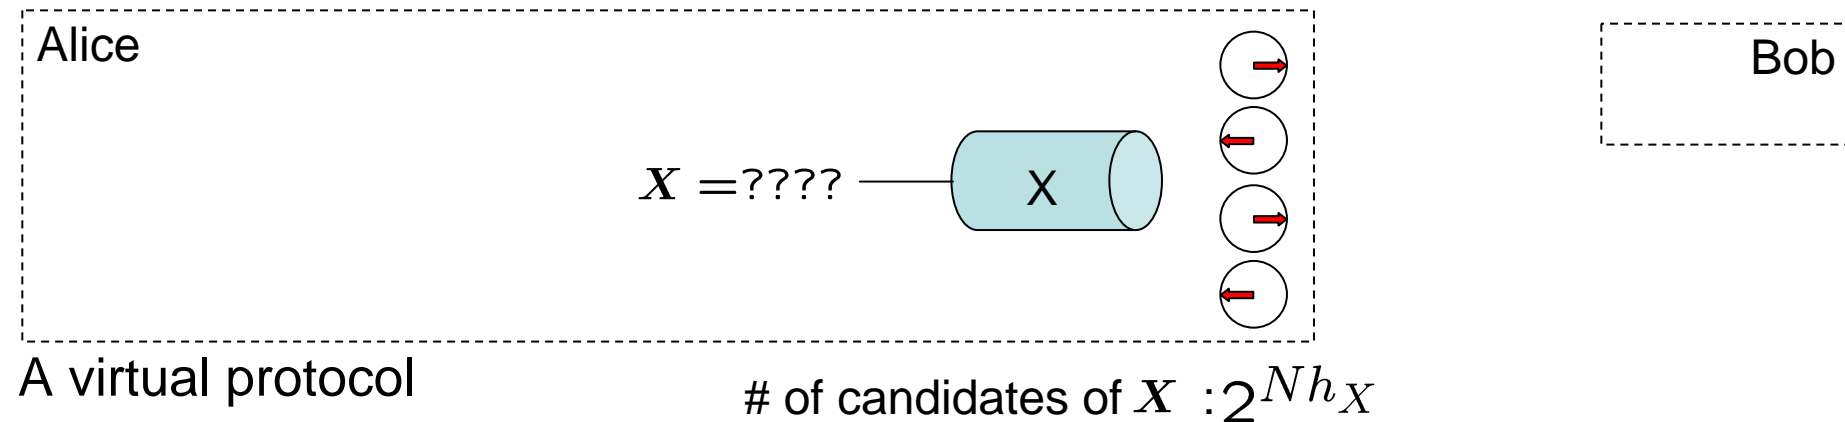 Alice
Bob
X =????
X
A virtual protocol
# of candidates of X : 2^{Nh_X}